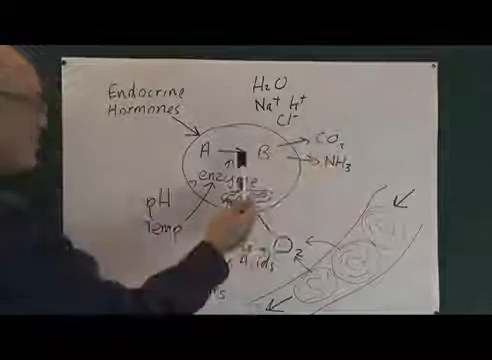 Endocrine
Hormones
H₂O
Na⁺ H⁺
Cl⁻
A → B
CO₂
NH₃
enzyme
pH
Temp
O₂